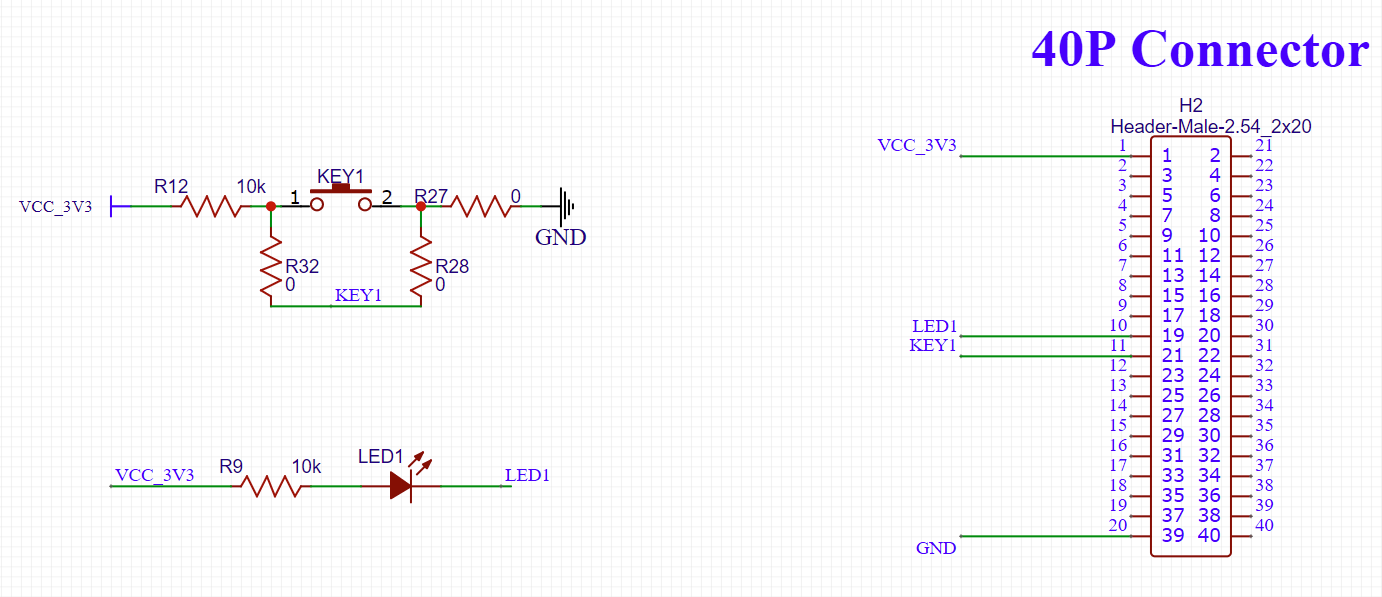 40P Connector
H2
Header-Male-2.54_2x20
VCC_3V3
R12 10k
1 KEY1 2
R27 0
GND
R32
0
R28
0
KEY1
VCC_3V3
R9 10k
LED1
LED1
VCC_3V3
LED1
KEY1
GND
1 1 2 21
2 3 4 22
3 5 6 23
4 7 8 24
5 9 10 25
6 11 12 26
7 13 14 27
8 15 16 28
9 17 18 29
10 19 20 30
11 21 22 31
12 23 24 32
13 25 26 33
14 27 28 34
15 29 30 35
16 31 32 36
17 33 34 37
18 35 36 38
19 37 38 39
20 39 40 40